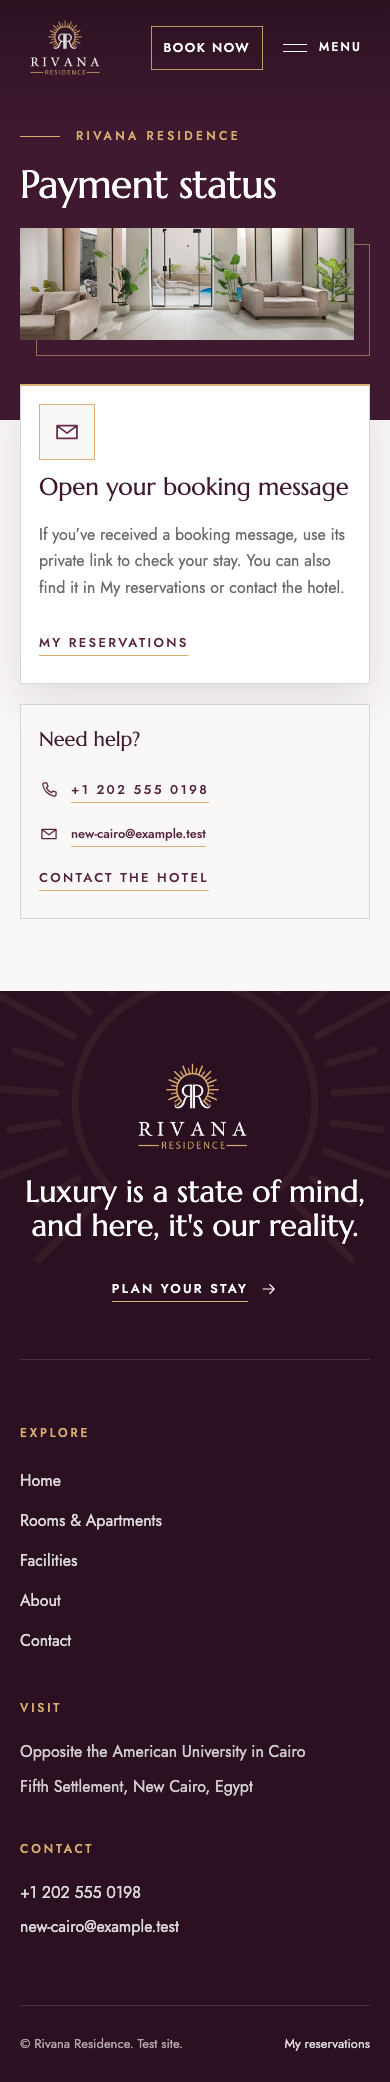 RIVANA
RESIDENCE
BOOK NOW
MENU
RIVANA RESIDENCE
Payment status
Open your booking message
If you've received a booking message, use its
private link to check your stay. You can also
find it in My reservations or contact the hotel.
MY RESERVATIONS
Need help?
+1 202 555 0198
new-cairo@example.test
CONTACT THE HOTEL
RIVANA
RESIDENCE
Luxury is a state of mind,
and here, it's our reality.
PLAN YOUR STAY
EXPLORE
Home
Rooms & Apartments
Facilities
About
Contact
VISIT
Opposite the American University in Cairo
Fifth Settlement, New Cairo, Egypt
CONTACT
+1 202 555 0198
new-cairo@example.test
© Rivana Residence. Test site.
My reservations